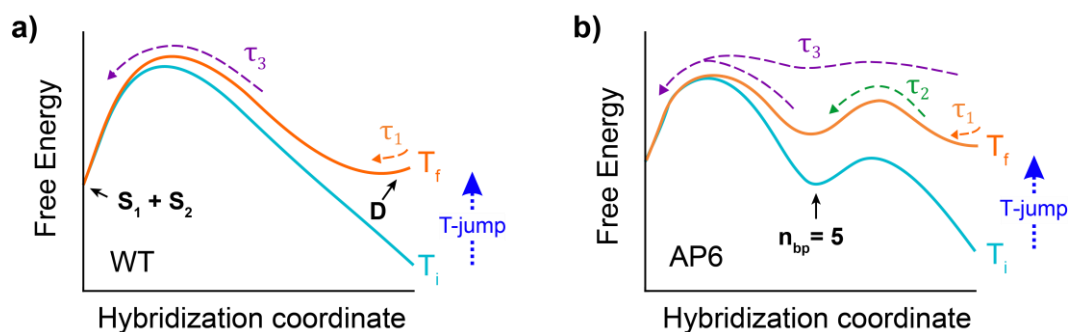 a)
Free Energy
τ3
τ1
Tf
S1 + S2
D
T-jump
WT
Ti
Hybridization coordinate
b)
Free Energy
τ3
τ2
τ1
Tf
T-jump
nbp= 5
AP6
Ti
Hybridization coordinate